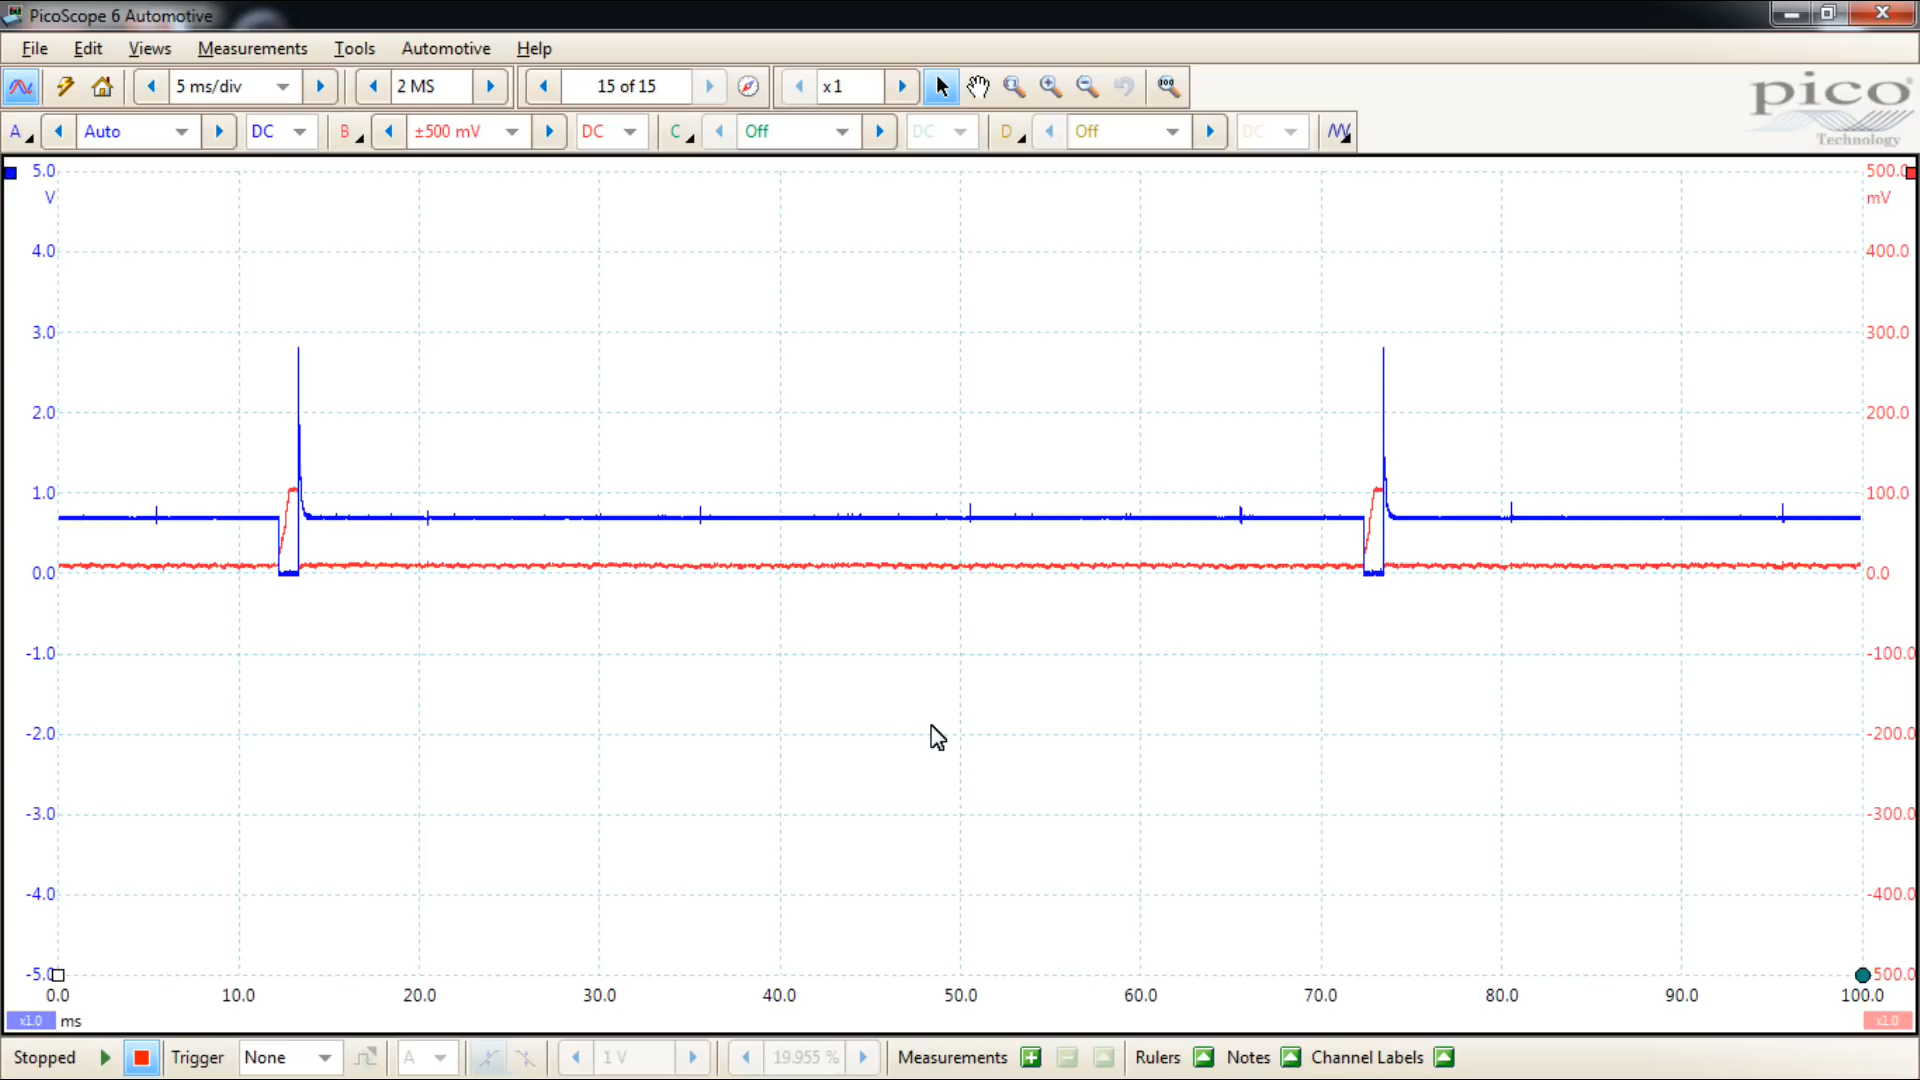 PicoScope 6 Automotive
File Edit Views Measurements Tools Automotive Help
5 ms/div 2 MS 15 of 15 x1 100
A Auto DC B ±500 mV DC C Off DC D Off DC
pico
Technology
5.0 500.0
V mV
4.0 400.0
3.0 300.0
2.0 200.0
1.0 100.0
0.0 0.0
-1.0 -100.0
-2.0 -200.0
-3.0 -300.0
-4.0 -400.0
-5.0 500.0
0.0 10.0 20.0 30.0 40.0 50.0 60.0 70.0 80.0 90.0 100.0
x1.0 ms x1.0
Stopped Trigger None A 1 V 19.955 % Measurements Rulers Notes Channel Labels